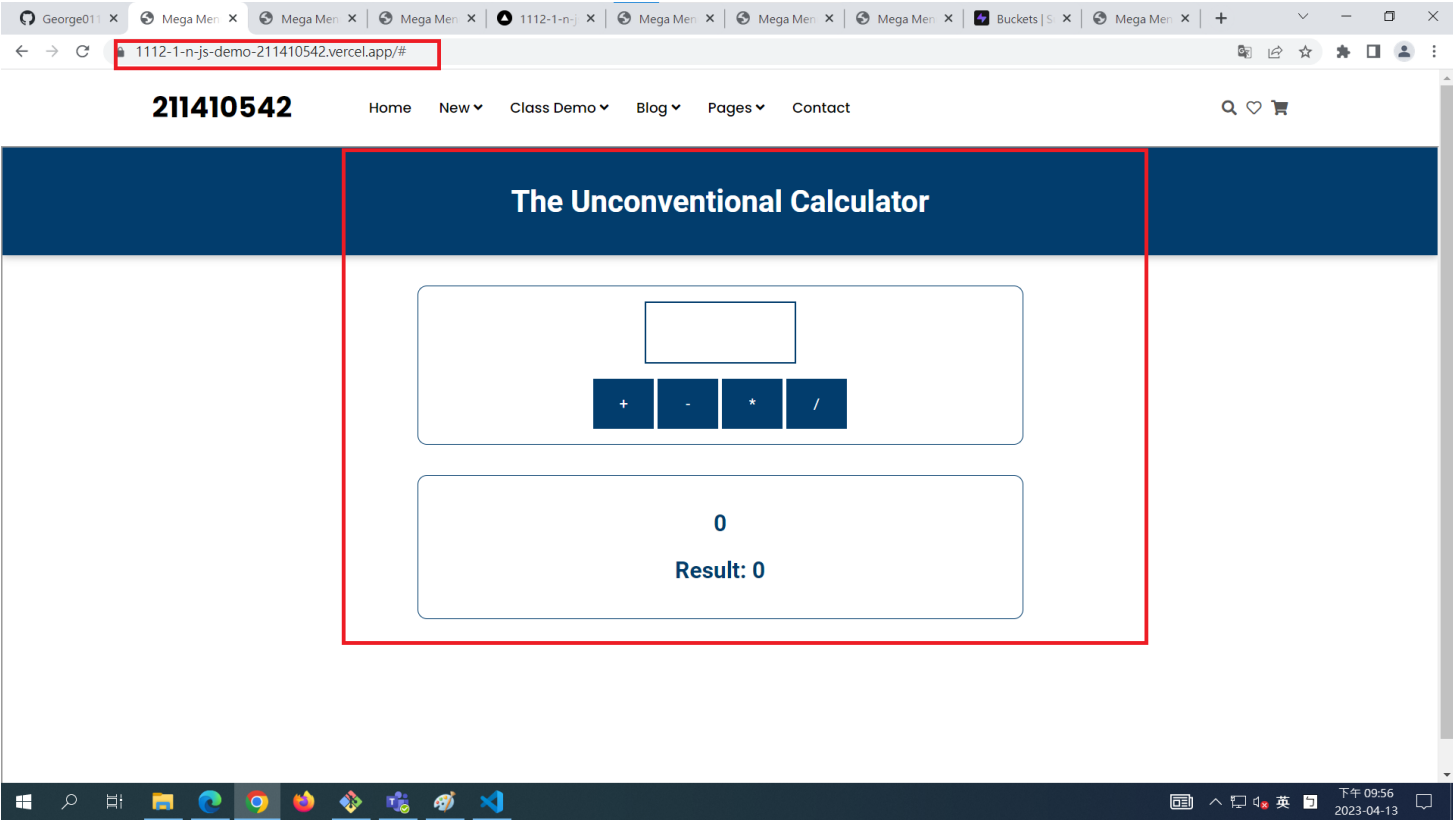 George011
Mega Men
Mega Men
Mega Men
1112-1-n-j
Mega Men
Mega Men
Mega Men
Buckets | S
Mega Men
1112-1-n-js-demo-211410542.vercel.app/#
211410542
Home New Class Demo Blog Pages Contact
The Unconventional Calculator
+ - * /
0
Result: 0
英
下午 09:56
2023-04-13